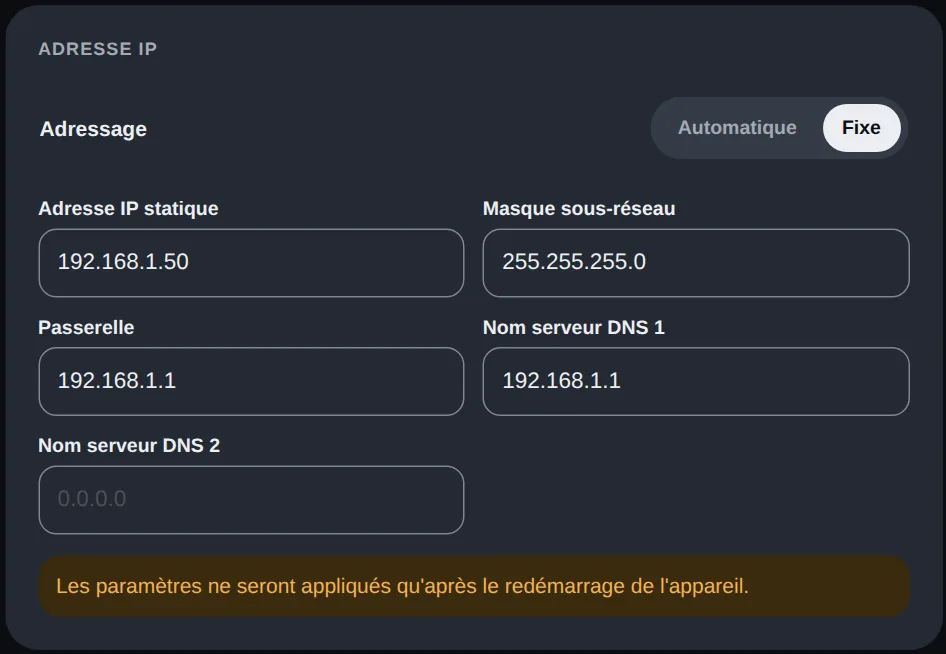 ADRESSE IP
Adressage
Automatique Fixe
Adresse IP statique
Masque sous-réseau
192.168.1.50
255.255.255.0
Passerelle
Nom serveur DNS 1
192.168.1.1
192.168.1.1
Nom serveur DNS 2
0.0.0.0
Les paramètres ne seront appliqués qu'après le redémarrage de l'appareil.